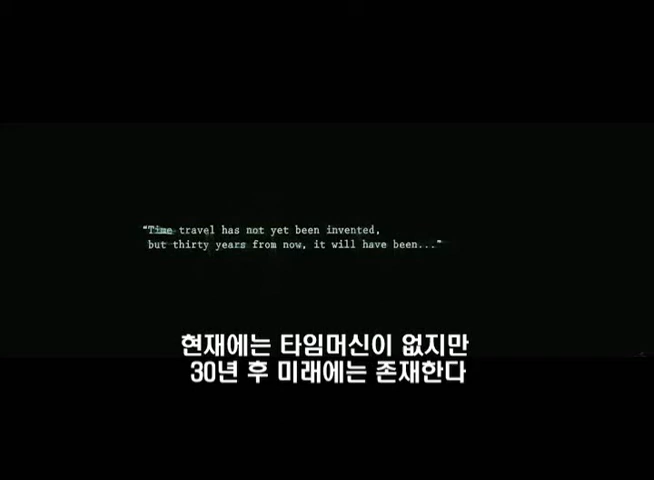 “Time travel has not yet been invented,
but thirty years from now, it will have been...”
현재에는 타임머신이 없지만
30년 후 미래에는 존재한다